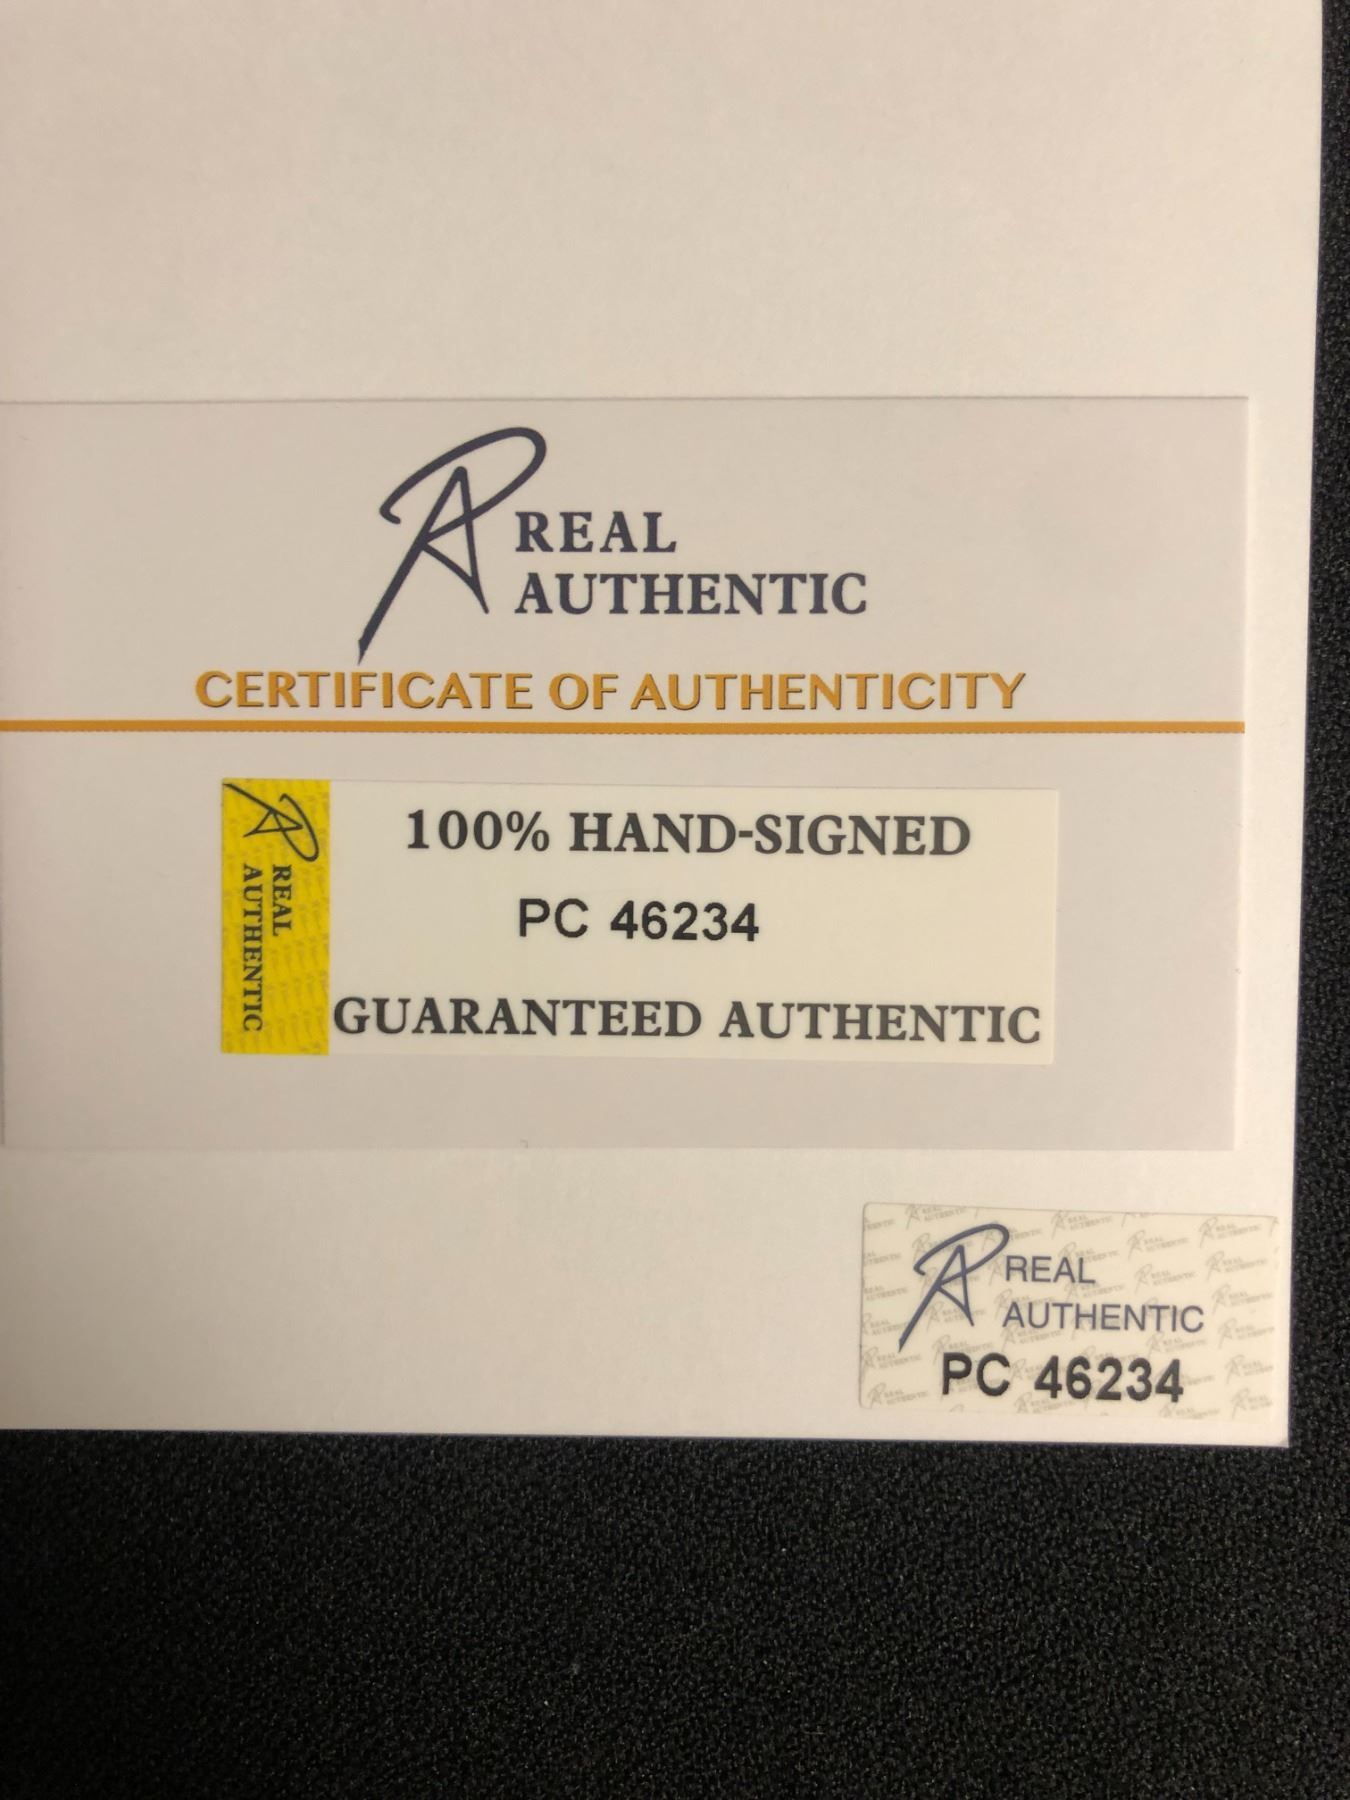 REAL
AUTHENTIC
CERTIFICATE OF AUTHENTICITY
REAL
AUTHENTIC
100% HAND-SIGNED
PC 46234
GUARANTEED AUTHENTIC
REAL
AUTHENTIC
PC 46234